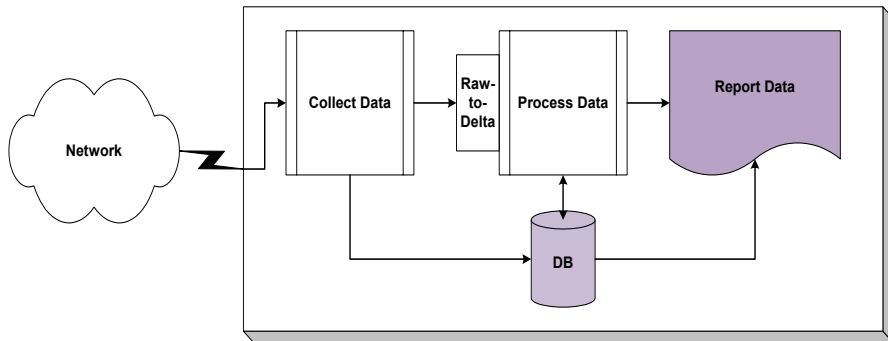 Network
Collect Data
Raw-
to-
Delta
Process Data
Report Data
DB